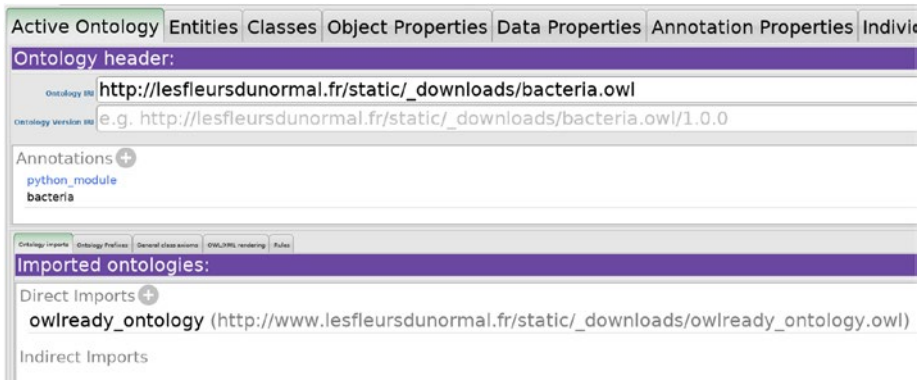 Active Ontology Entities Classes Object Properties Data Properties Annotation Properties Individ
Ontology header:
Ontology IRI http://lesfleursdunormal.fr/static/_downloads/bacteria.owl
Ontology Version IRI e.g. http://lesfleursdunormal.fr/static/_downloads/bacteria.owl/1.0.0
Annotations
python_module
bacteria
Ontology imports Ontology Prefixes General class axioms OWL/XML rendering Rules
Imported ontologies:
Direct Imports
owlready_ontology (http://www.lesfleursdunormal.fr/static/_downloads/owlready_ontology.owl)
Indirect Imports